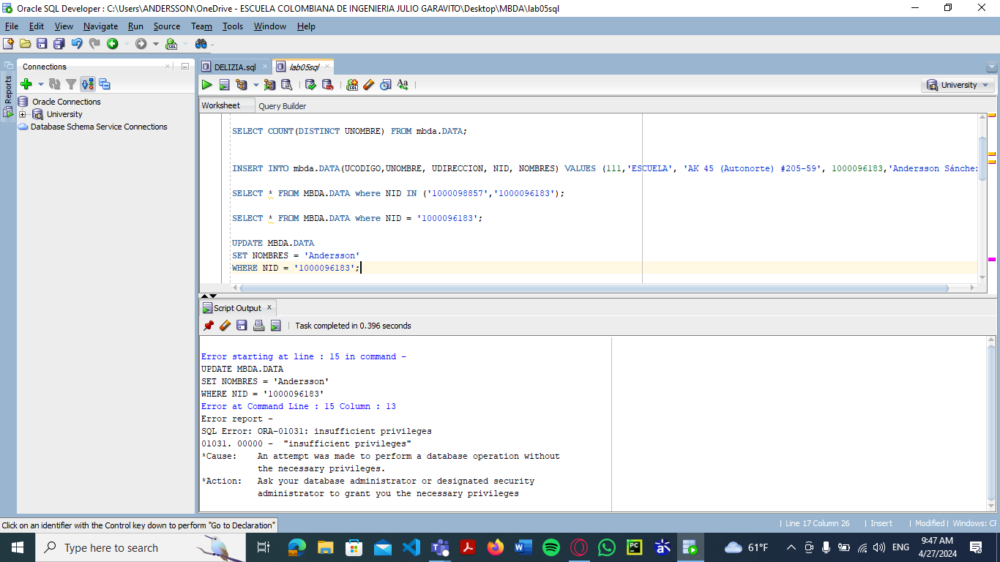 Oracle SQL Developer : C:\Users\ANDERSSON\OneDrive - ESCUELA COLOMBIANA DE INGENIERIA JULIO GARAVITO\Desktop\MBDA\lab05sql
File Edit View Navigate Run Source Team Tools Window Help
Connections
Reports
Oracle Connections
University
Database Schema Service Connections
DELIZIA.sql
lab05sql
University
Worksheet
Query Builder
SELECT COUNT(DISTINCT UNOMBRE) FROM mbda.DATA;
INSERT INTO mbda.DATA(UCODIGO,UNOMBRE, UDIRECCION, NID, NOMBRES) VALUES (111,'ESCUELA', 'AK 45 (Autonorte) #205-59', 1000096183,'Andersson Sánchez
SELECT * FROM MBDA.DATA where NID IN ('1000098857','1000096183');
SELECT * FROM MBDA.DATA where NID = '1000096183';
UPDATE MBDA.DATA
SET NOMBRES = 'Andersson'
WHERE NID = '1000096183';
Script Output x
Task completed in 0.396 seconds
Error starting at line : 15 in command -
UPDATE MBDA.DATA
SET NOMBRES = 'Andersson'
WHERE NID = '1000096183'
Error at Command Line : 15 Column : 13
Error report -
SQL Error: ORA-01031: insufficient privileges
01031. 00000 - "insufficient privileges"
*Cause: An attempt was made to perform a database operation without
the necessary privileges.
*Action: Ask your database administrator or designated security
administrator to grant you the necessary privileges
Click on an identifier with the Control key down to perform "Go to Declaration"
| Line 17 Column 26 | Insert | Modified | Windows: CF
Type here to search
61°F
ENG
9:47 AM
4/27/2024